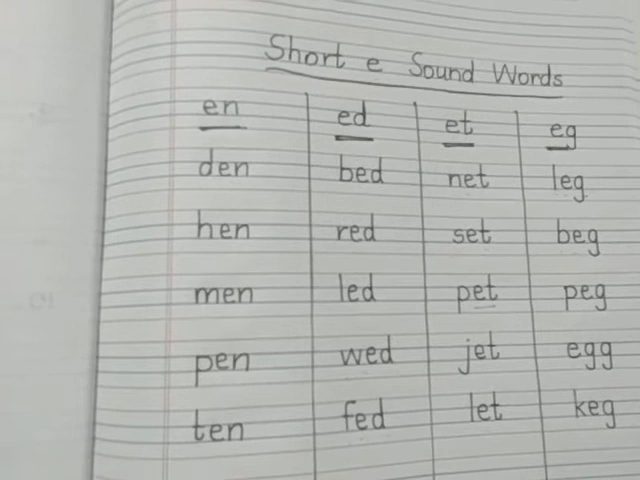 Short e Sound Words
en ed et eg
den bed net leg
hen red set beg
men led pet peg
pen wed jet egg
ten fed let keg